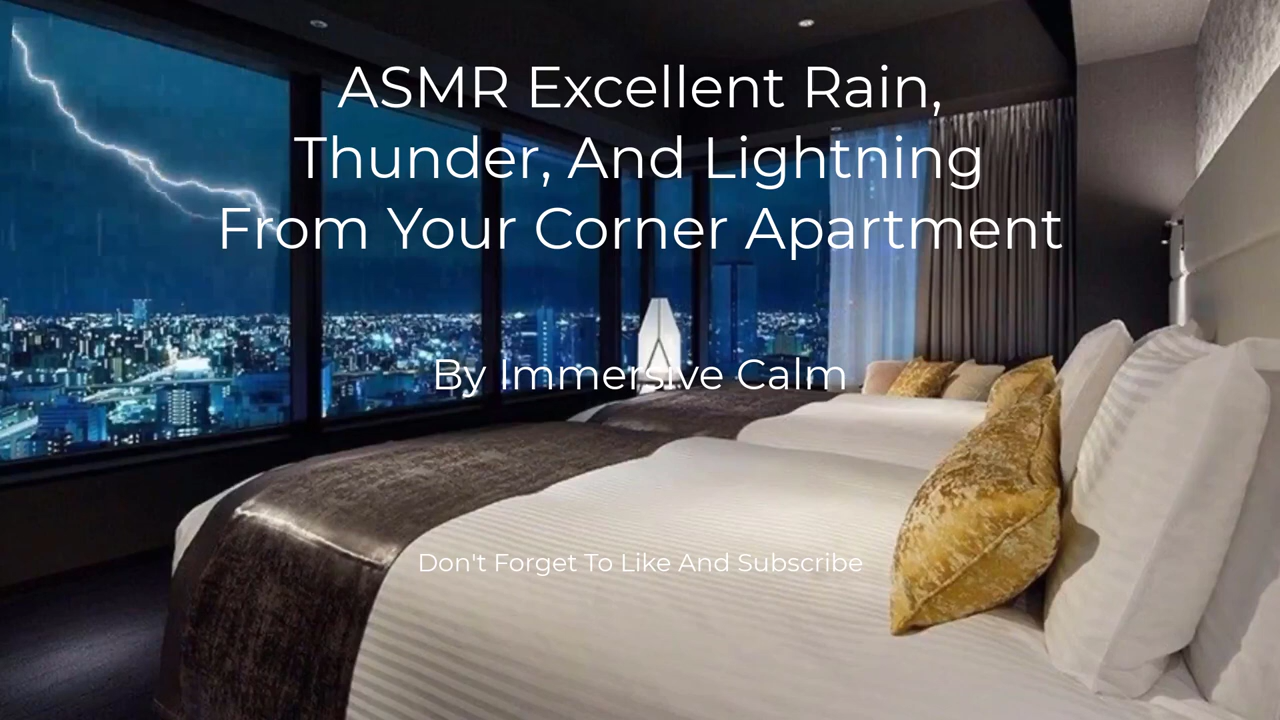 ASMR Excellent Rain,
Thunder, And Lightning
From Your Corner Apartment
By Immersive Calm
Don't Forget To Like And Subscribe